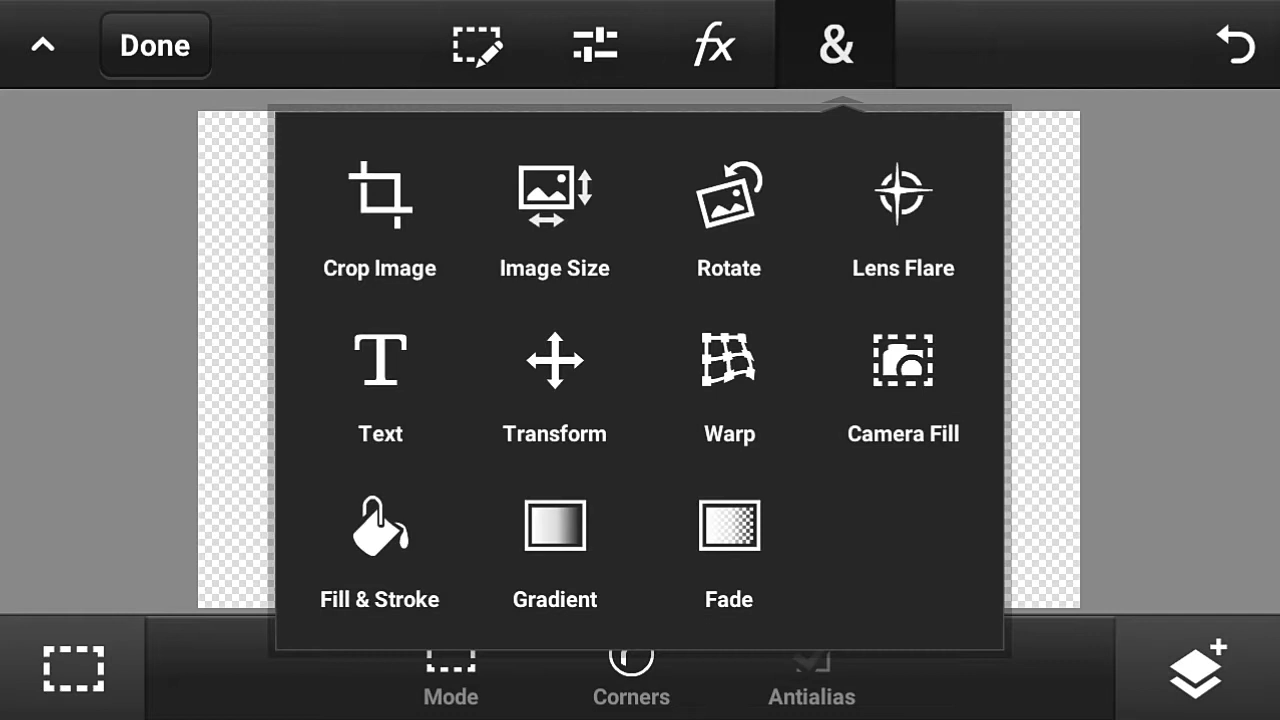 Done
fx
&
Crop Image
Image Size
Rotate
Lens Flare
T
Text
Transform
Warp
Camera Fill
Fill & Stroke
Gradient
Fade
Mode
Corners
Antialias